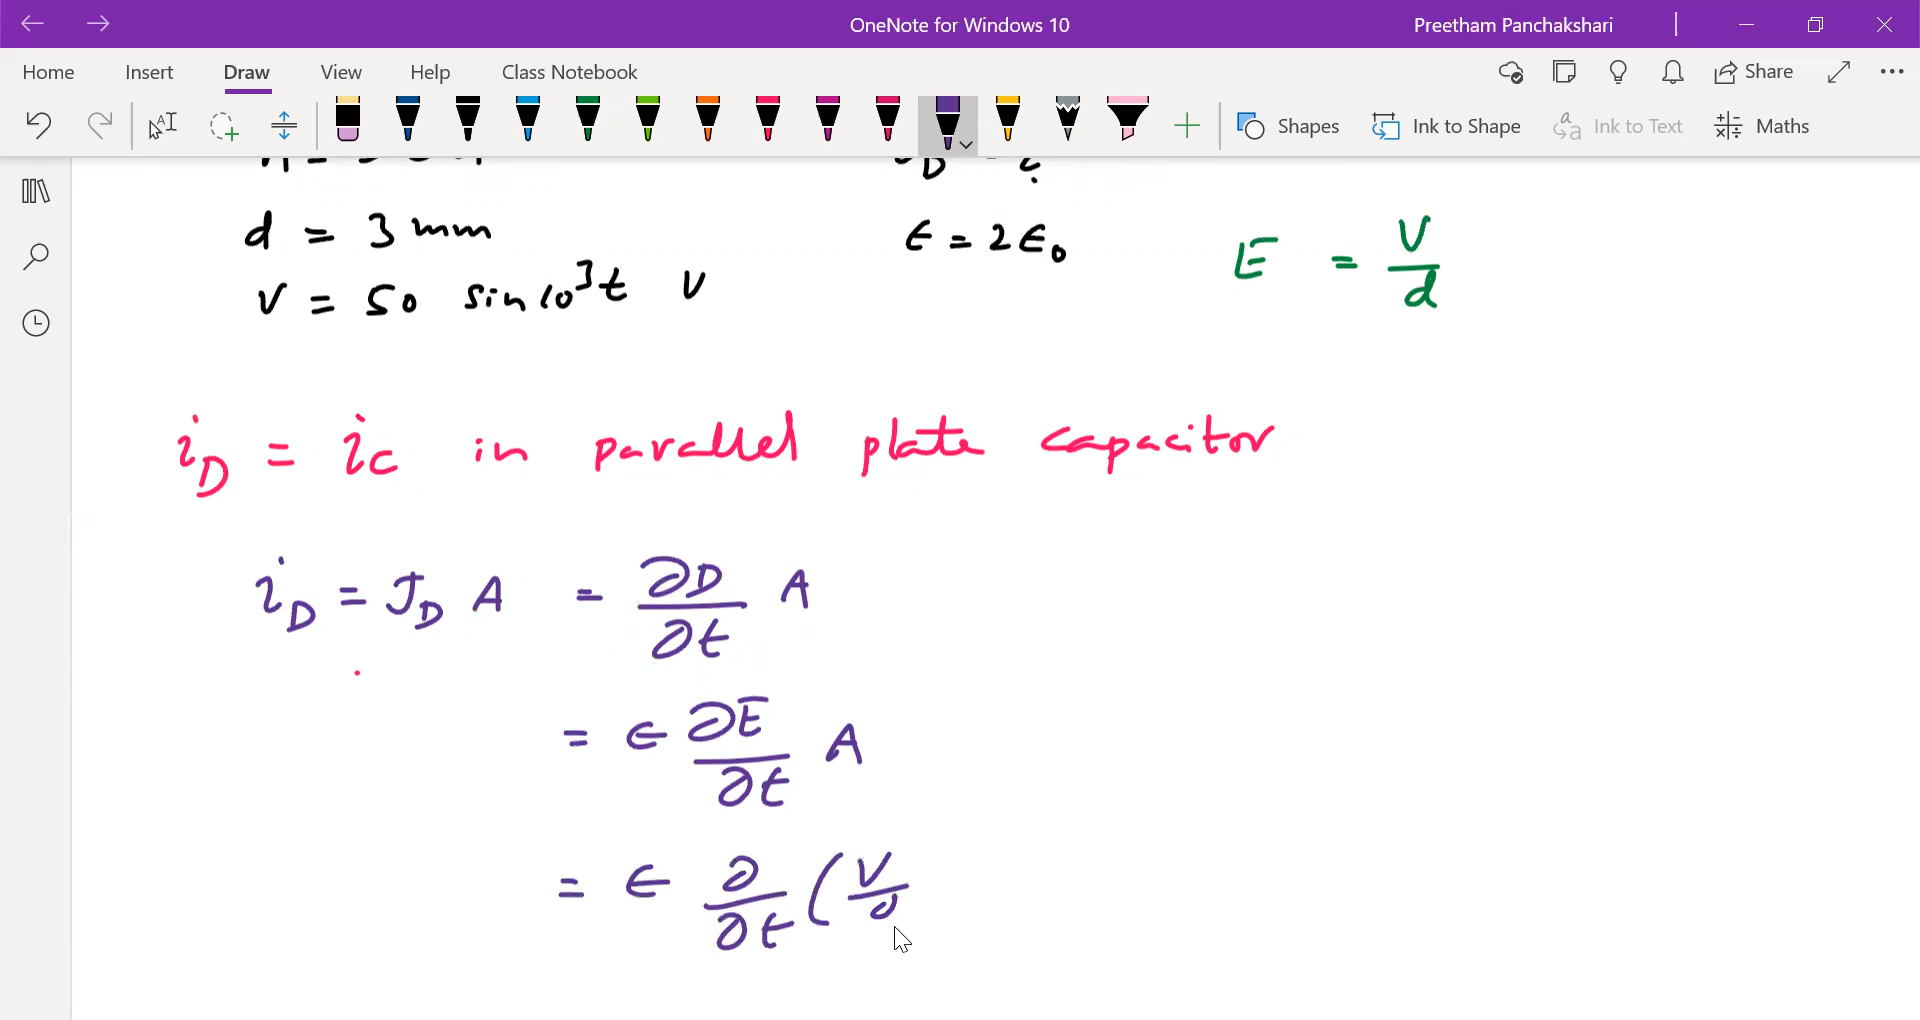 OneNote for Windows 10
Preetham Panchakshari
Home Insert Draw View Help Class Notebook
Share
Shapes Ink to Shape Ink to Text Maths
d = 3 mm
ϵ = 2ϵ₀
E = V/d
V = 50 sin 10³t V
i_D = i_C in parallel plate capacitor
i_D = J_D A = ∂D/∂t A
= ϵ ∂E/∂t A
= ϵ ∂/∂t (V/d